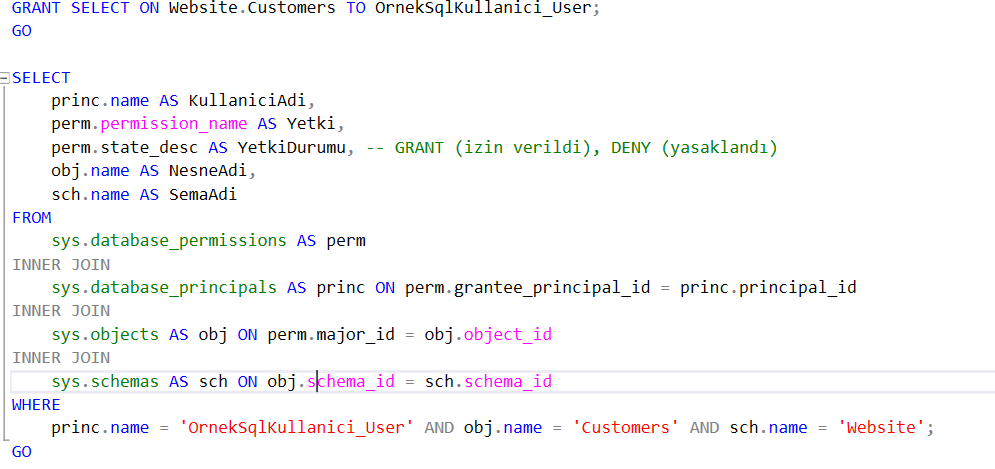 GRANT SELECT ON Website.Customers TO OrnekSqlKullanici_User;
GO
SELECT
princ.name AS KullaniciAdi,
perm.permission_name AS Yetki,
perm.state_desc AS YetkiDurumu, -- GRANT (izin verildi), DENY (yasaklandı)
obj.name AS NesneAdi,
sch.name AS SemaAdi
FROM
sys.database_permissions AS perm
INNER JOIN
sys.database_principals AS princ ON perm.grantee_principal_id = princ.principal_id
INNER JOIN
sys.objects AS obj ON perm.major_id = obj.object_id
INNER JOIN
sys.schemas AS sch ON obj.schema_id = sch.schema_id
WHERE
princ.name = 'OrnekSqlKullanici_User' AND obj.name = 'Customers' AND sch.name = 'Website';
GO